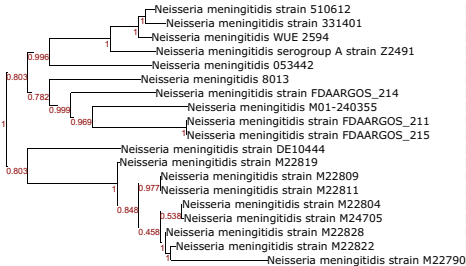 Neisseria meningitidis strain 510612
1
Neisseria meningitidis strain 331401
1
Neisseria meningitidis WUE 2594
1
Neisseria meningitidis serogroup A strain Z2491
0.996
Neisseria meningitidis 053442
0.803
Neisseria meningitidis 8013
0.782
Neisseria meningitidis strain FDAARGOS_214
0.999
Neisseria meningitidis M01-240355
0.969
Neisseria meningitidis strain FDAARGOS_211
1
Neisseria meningitidis strain FDAARGOS_215
1
Neisseria meningitidis strain DE10444
0.803
Neisseria meningitidis strain M22819
1
Neisseria meningitidis strain M22809
0.977
Neisseria meningitidis strain M22811
0.848
Neisseria meningitidis strain M22804
0.538
Neisseria meningitidis strain M24705
0.458
Neisseria meningitidis strain M22828
1
Neisseria meningitidis strain M22822
1
Neisseria meningitidis strain M22790